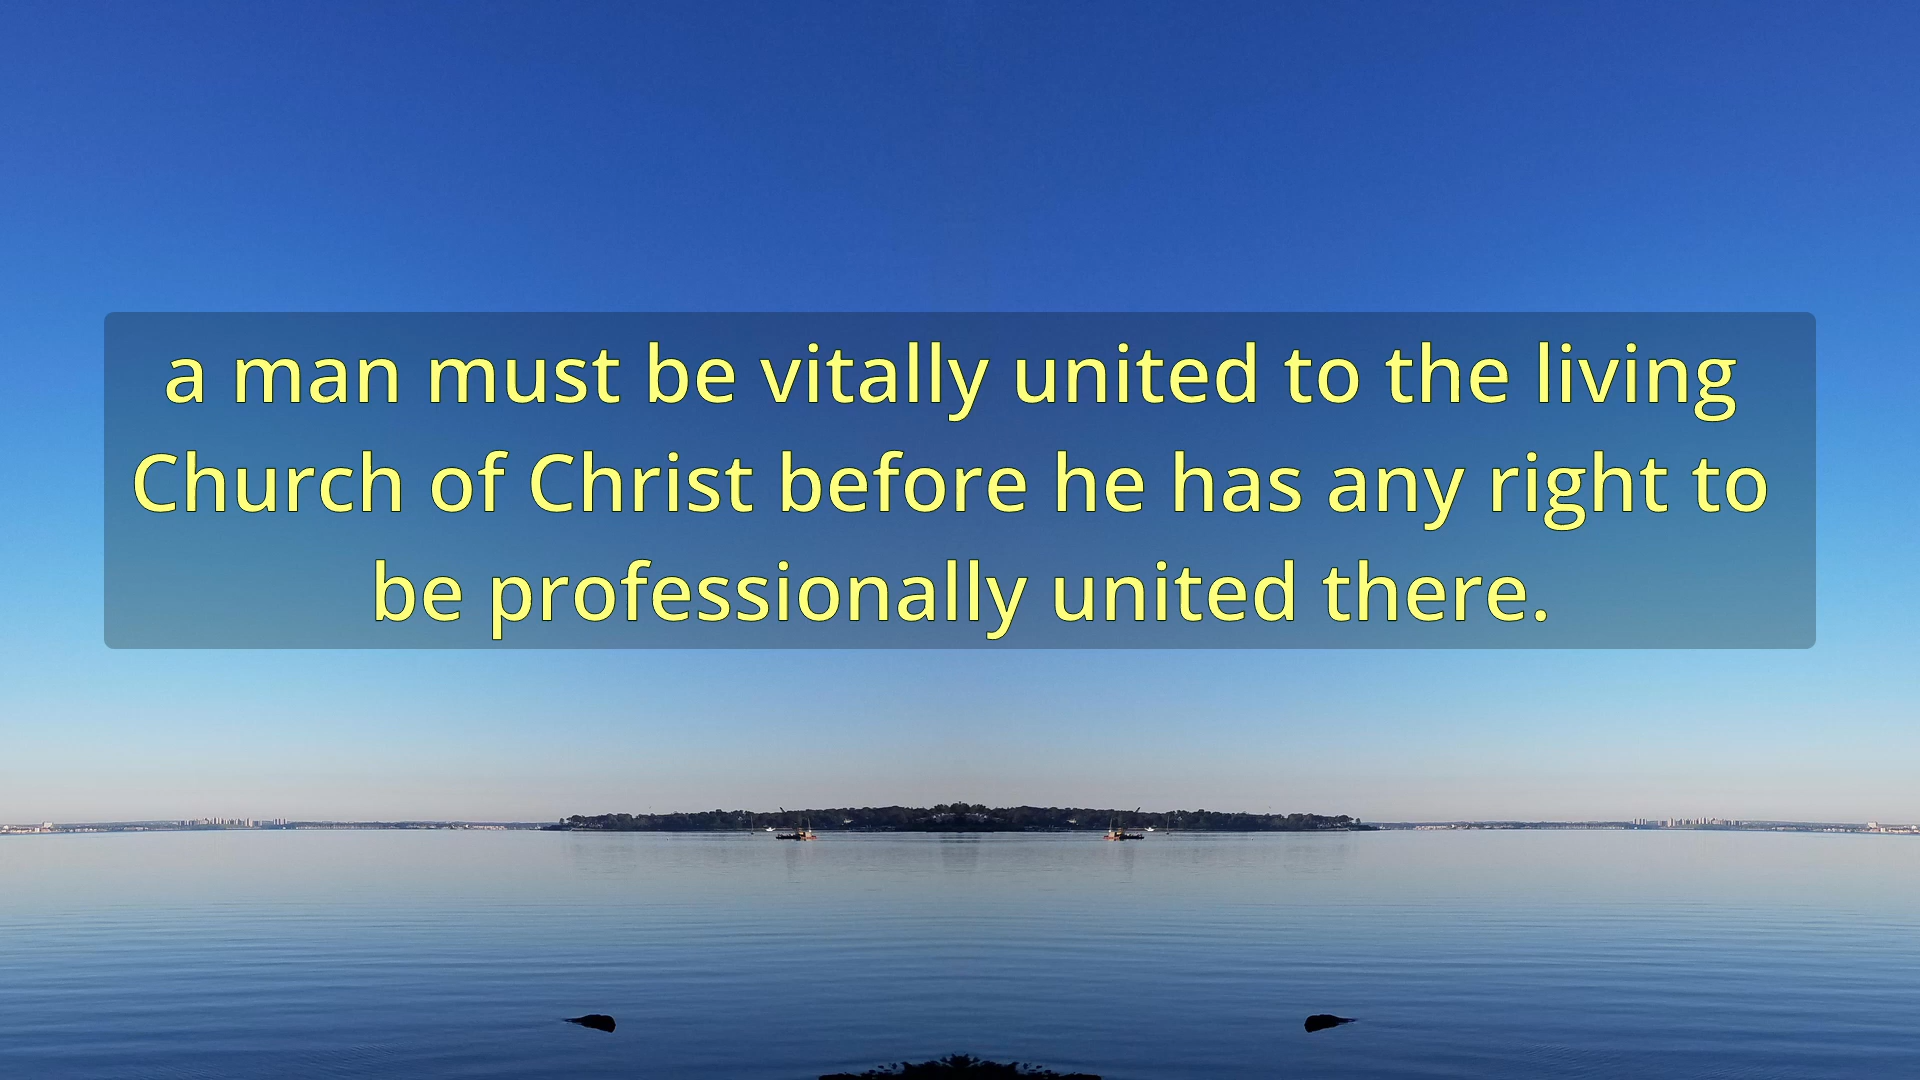 a man must be vitally united to the living
Church of Christ before he has any right to
be professionally united there.